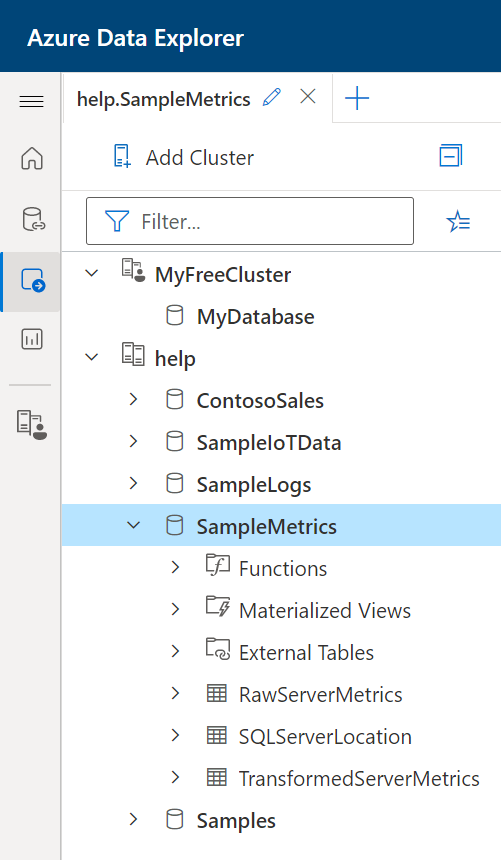 Azure Data Explorer
help.SampleMetrics
Add Cluster
Filter...
MyFreeCluster
MyDatabase
help
ContosoSales
SampleIoTData
SampleLogs
SampleMetrics
Functions
Materialized Views
External Tables
RawServerMetrics
SQLServerLocation
TransformedServerMetrics
Samples